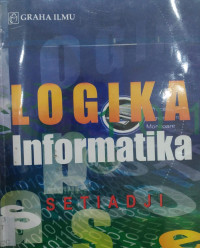 GRAHA ILMU
LOGIKA
Informatika
SETIADJI